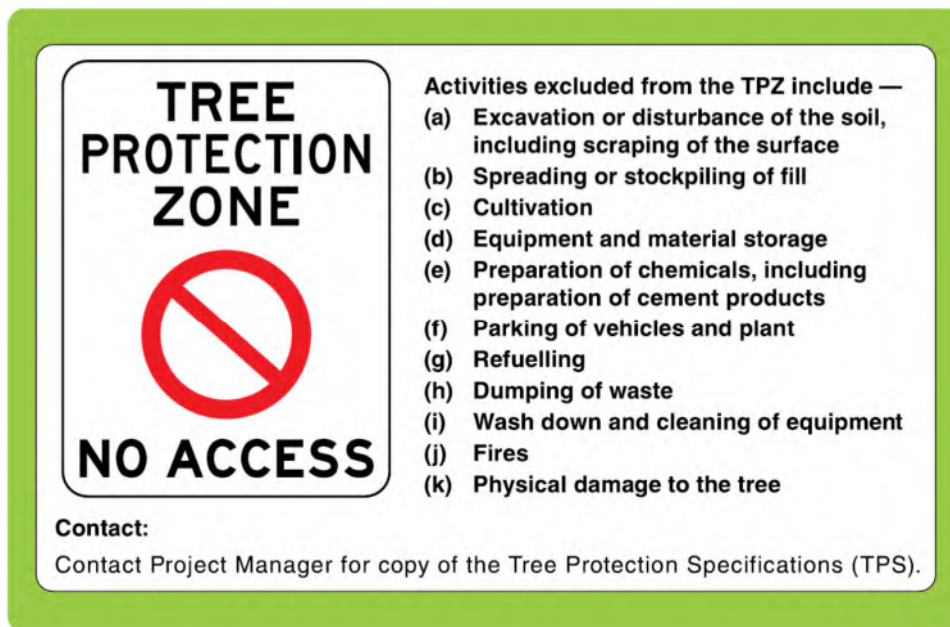 TREE
PROTECTION
ZONE
NO ACCESS
Activities excluded from the TPZ include —
(a) Excavation or disturbance of the soil,
including scraping of the surface
(b) Spreading or stockpiling of fill
(c) Cultivation
(d) Equipment and material storage
(e) Preparation of chemicals, including
preparation of cement products
(f) Parking of vehicles and plant
(g) Refuelling
(h) Dumping of waste
(i) Wash down and cleaning of equipment
(j) Fires
(k) Physical damage to the tree
Contact:
Contact Project Manager for copy of the Tree Protection Specifications (TPS).